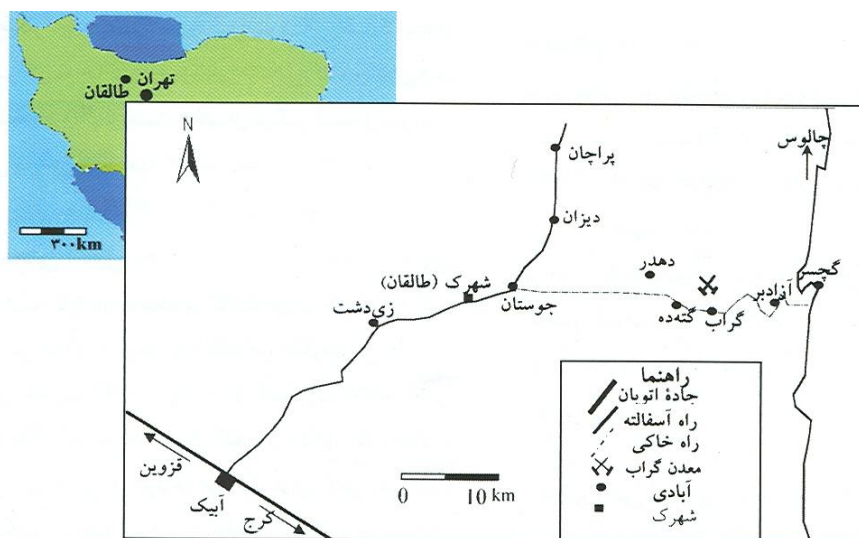 تهران
طالقان
۳۰۰km
N
چالوس
پراچان
دیزان
دهدر
گچسر
آزادبر
شهرک (طالقان)
جوستان
گته‌ده
گراب
زی‌دشت
راهنما
جادهٔ اتوبان
راه آسفالته
راه خاکی
معدن گراب
آبادی
شهرک
قزوین
آبیک
کرج
0 10 km